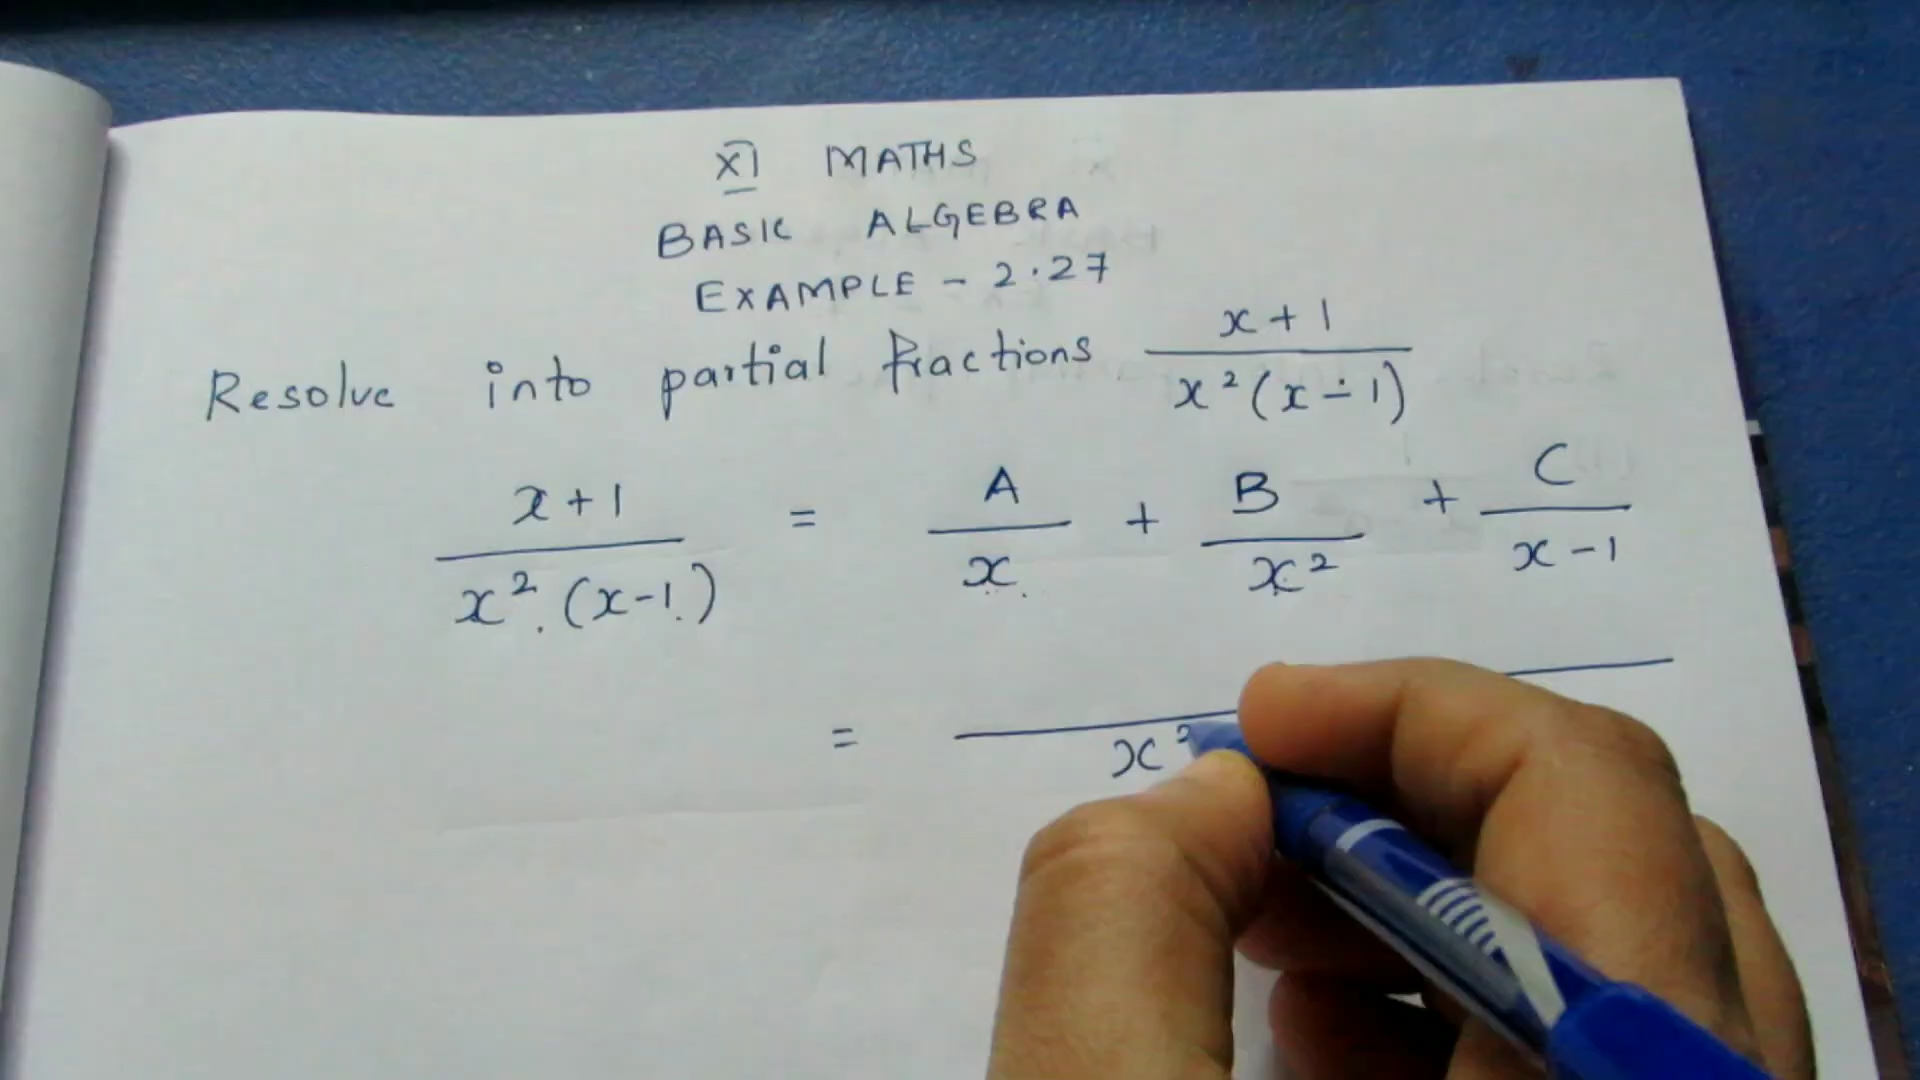 XI MATHS
BASIC ALGEBRA
EXAMPLE - 2.27
Resolve into partial fractions (x+1)/(x²(x-1))
(x+1)/(x²(x-1)) = A/x + B/x² + C/(x-1)
= /x²